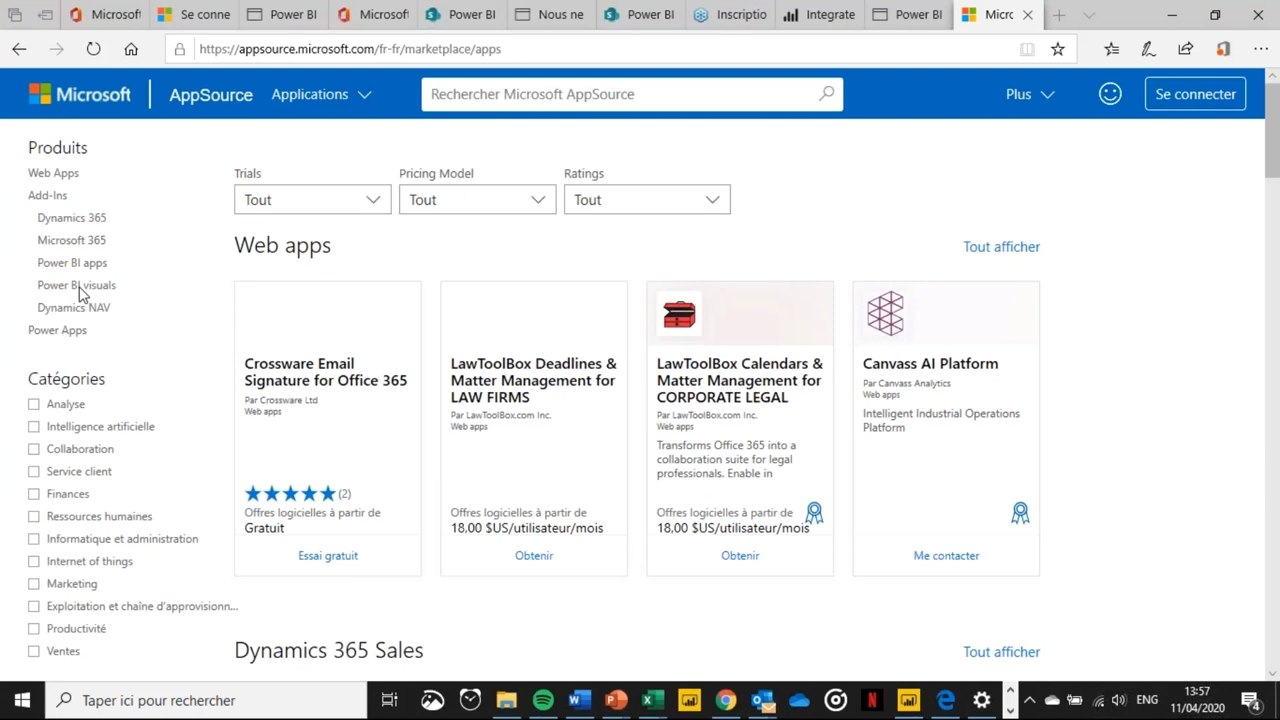 Microsoft
Se conne
Power BI
Microsoft
Power BI
Nous ne
Power BI
Inscriptio
Integrate
Power BI
Micro
https://appsource.microsoft.com/fr-fr/marketplace/apps
Microsoft
AppSource
Applications
Rechercher Microsoft AppSource
Plus
Se connecter
Produits
Web Apps
Add-Ins
Dynamics 365
Microsoft 365
Power BI apps
Power BI visuals
Dynamics NAV
Power Apps
Catégories
Analyse
Intelligence artificielle
Collaboration
Service client
Finances
Ressources humaines
Informatique et administration
Internet of things
Marketing
Exploitation et chaîne d'approvisionn...
Productivité
Ventes
Trials
Pricing Model
Ratings
Tout
Tout
Tout
Web apps
Tout afficher
Crossware Email
Signature for Office 365
Par Crossware Ltd
Web apps
(2)
Offres logicielles à partir de
Gratuit
Essai gratuit
LawToolBox Deadlines &
Matter Management for
LAW FIRMS
Par LawToolBox.com Inc.
Web apps
Offres logicielles à partir de
18,00 $US/utilisateur/mois
Obtenir
LawToolBox Calendars &
Matter Management for
CORPORATE LEGAL
Par LawToolBox.com Inc.
Web apps
Transforms Office 365 into a
collaboration suite for legal
professionals. Enable in
Offres logicielles à partir de
18,00 $US/utilisateur/mois
Obtenir
Canvass AI Platform
Par Canvass Analytics
Web apps
Intelligent Industrial Operations
Platform
Me contacter
Dynamics 365 Sales
Tout afficher
Taper ici pour rechercher
ENG
13:57
11/04/2020
4